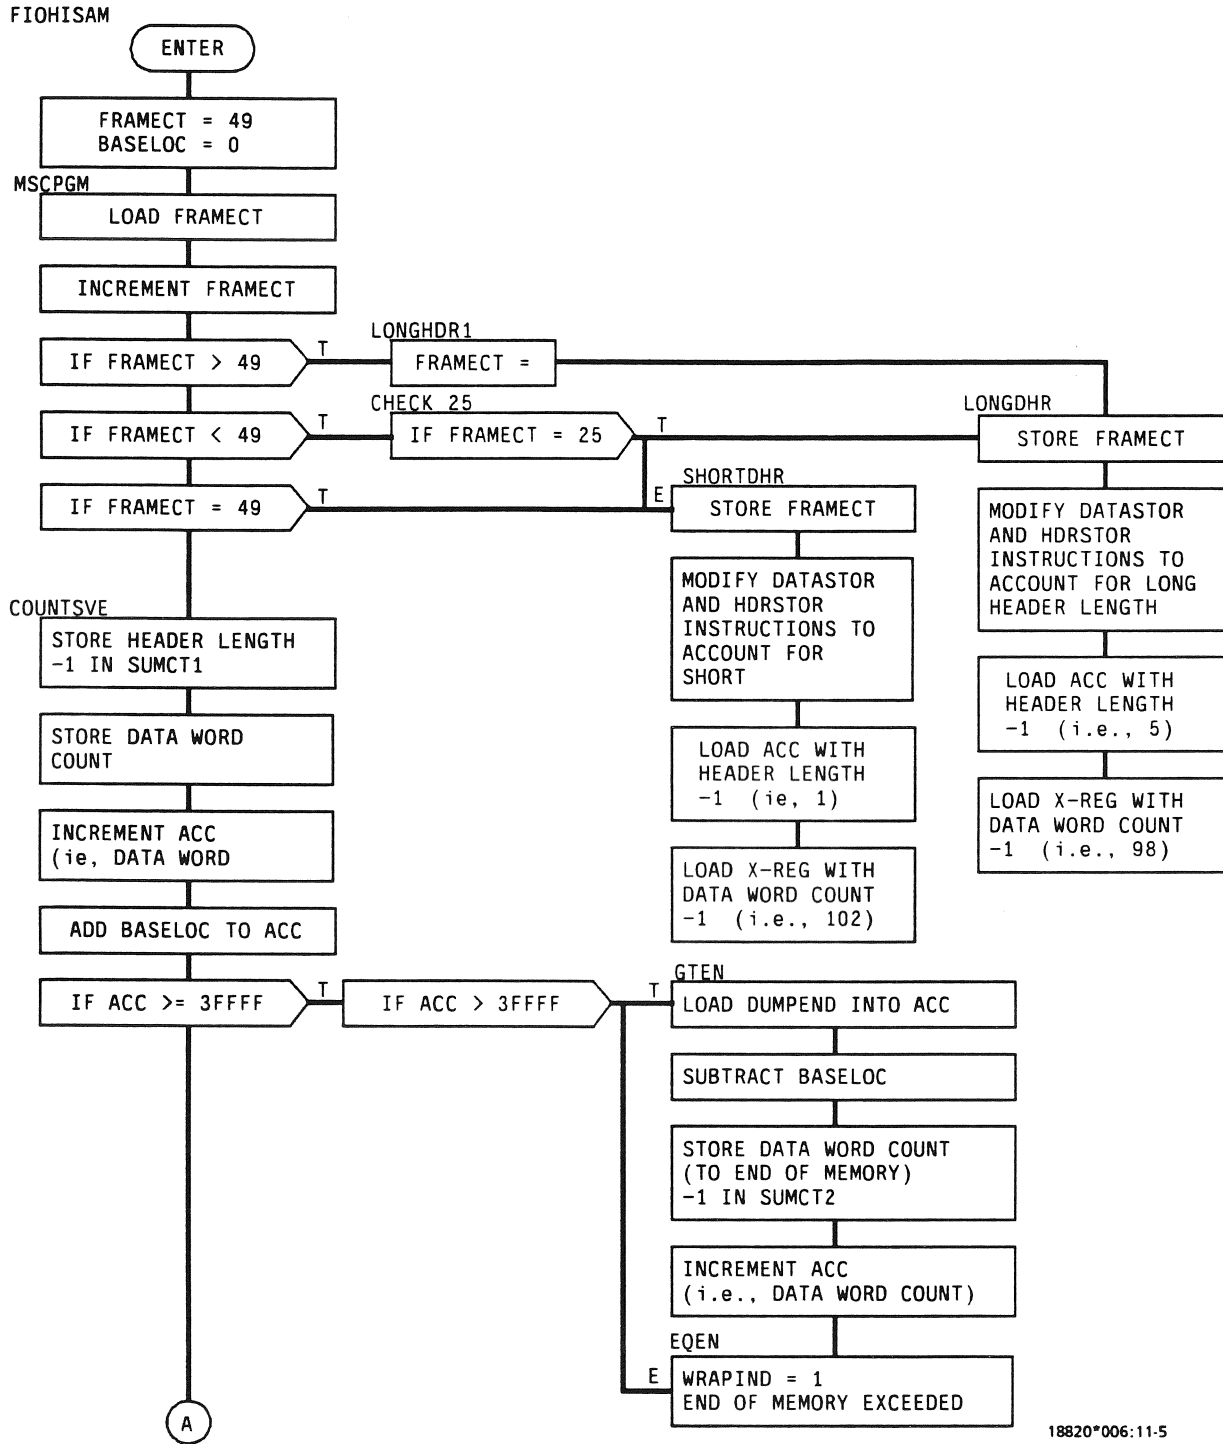 FIOHISAM
ENTER
FRAMECT = 49
BASELOC = 0
MSCPGM
LOAD FRAMECT
INCREMENT FRAMECT
IF FRAMECT > 49
T
LONGHDR1
FRAMECT =
IF FRAMECT < 49
T
CHECK 25
IF FRAMECT = 25
T
LONGDHR
STORE FRAMECT
IF FRAMECT = 49
T
E
SHORTDHR
STORE FRAMECT
MODIFY DATASTOR
AND HDRSTOR
INSTRUCTIONS TO
ACCOUNT FOR LONG
HEADER LENGTH
MODIFY DATASTOR
AND HDRSTOR
INSTRUCTIONS TO
ACCOUNT FOR
SHORT
LOAD ACC WITH
HEADER LENGTH
-1 (i.e., 5)
LOAD ACC WITH
HEADER LENGTH
-1 (ie, 1)
LOAD X-REG WITH
DATA WORD COUNT
-1 (i.e., 98)
LOAD X-REG WITH
DATA WORD COUNT
-1 (i.e., 102)
COUNTSVE
STORE HEADER LENGTH
-1 IN SUMCT1
STORE DATA WORD
COUNT
INCREMENT ACC
(ie, DATA WORD
ADD BASELOC TO ACC
IF ACC >= 3FFFF
T
IF ACC > 3FFFF
T
GTEN
LOAD DUMPEND INTO ACC
SUBTRACT BASELOC
STORE DATA WORD COUNT
(TO END OF MEMORY)
-1 IN SUMCT2
INCREMENT ACC
(i.e., DATA WORD COUNT)
EQEN
E
WRAPIND = 1
END OF MEMORY EXCEEDED
A
18820*006:11-5